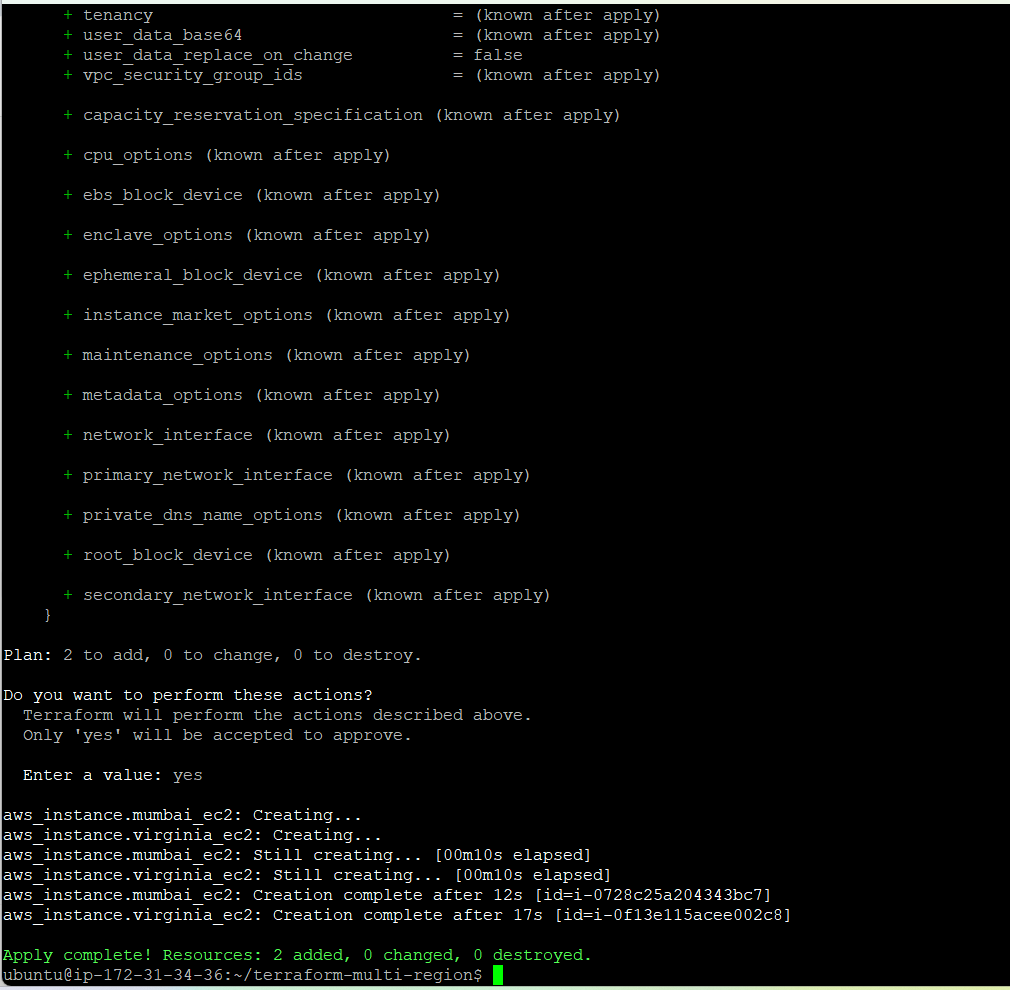 + tenancy = (known after apply)
+ user_data_base64 = (known after apply)
+ user_data_replace_on_change = false
+ vpc_security_group_ids = (known after apply)
+ capacity_reservation_specification (known after apply)
+ cpu_options (known after apply)
+ ebs_block_device (known after apply)
+ enclave_options (known after apply)
+ ephemeral_block_device (known after apply)
+ instance_market_options (known after apply)
+ maintenance_options (known after apply)
+ metadata_options (known after apply)
+ network_interface (known after apply)
+ primary_network_interface (known after apply)
+ private_dns_name_options (known after apply)
+ root_block_device (known after apply)
+ secondary_network_interface (known after apply)
}
Plan: 2 to add, 0 to change, 0 to destroy.
Do you want to perform these actions?
Terraform will perform the actions described above.
Only 'yes' will be accepted to approve.
Enter a value: yes
aws_instance.mumbai_ec2: Creating...
aws_instance.virginia_ec2: Creating...
aws_instance.mumbai_ec2: Still creating... [00m10s elapsed]
aws_instance.virginia_ec2: Still creating... [00m10s elapsed]
aws_instance.mumbai_ec2: Creation complete after 12s [id=i-0728c25a204343bc7]
aws_instance.virginia_ec2: Creation complete after 17s [id=i-0f13e115acee002c8]
Apply complete! Resources: 2 added, 0 changed, 0 destroyed.
ubuntu@ip-172-31-34-36:~/terraform-multi-region$